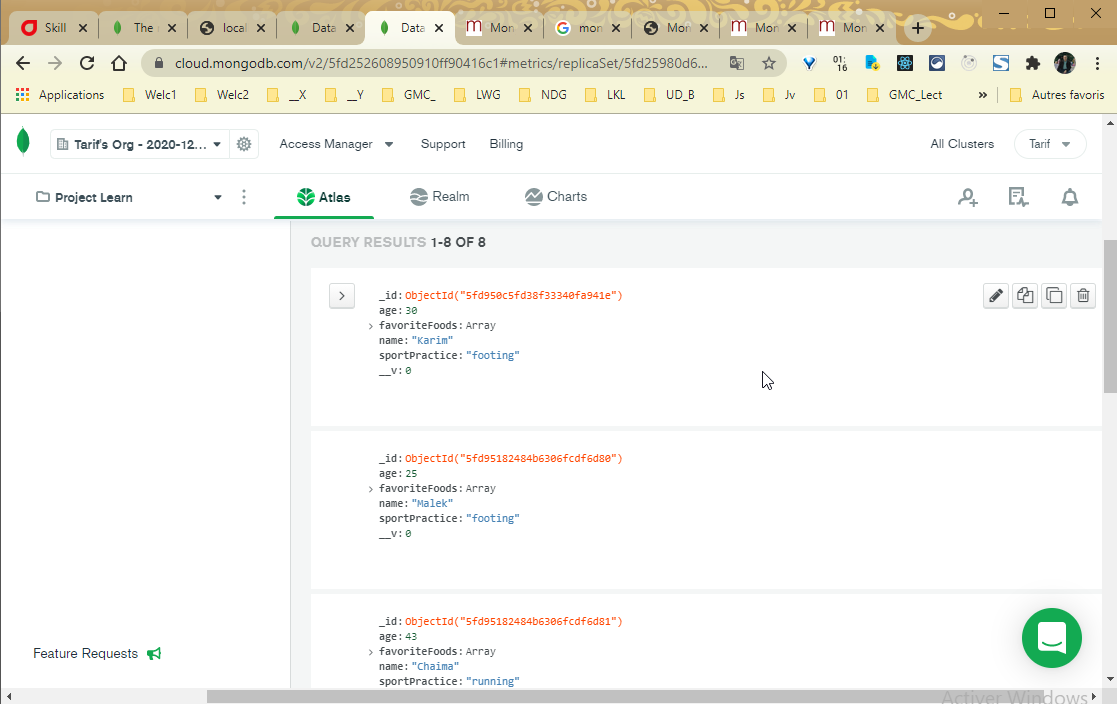 Skill
The
local
Data
Data
Mon
mon
Mon
Mon
Mon
cloud.mongodb.com/v2/5fd252608950910ff90416c1#metrics/replicaSet/5fd25980d6...
01;
16
Applications
Welc1
Welc2
__X
__Y
GMC_
LWG
NDG
LKL
UD_B
Js
Jv
01
GMC_Lect
»
Autres favoris
Tarif's Org - 2020-12...
Access Manager
Support
Billing
All Clusters
Tarif
Project Learn
Atlas
Realm
Charts
QUERY RESULTS 1-8 OF 8
_id: ObjectId("5fd950c5fd38f33340fa941e")
age: 30
favoriteFoods: Array
name: "Karim"
sportPractice: "footing"
__v: 0
_id: ObjectId("5fd95182484b6306fcdf6d80")
age: 25
favoriteFoods: Array
name: "Malek"
sportPractice: "footing"
__v: 0
_id: ObjectId("5fd95182484b6306fcdf6d81")
age: 43
favoriteFoods: Array
name: "Chaima"
sportPractice: "running"
Feature Requests
Activer Windows